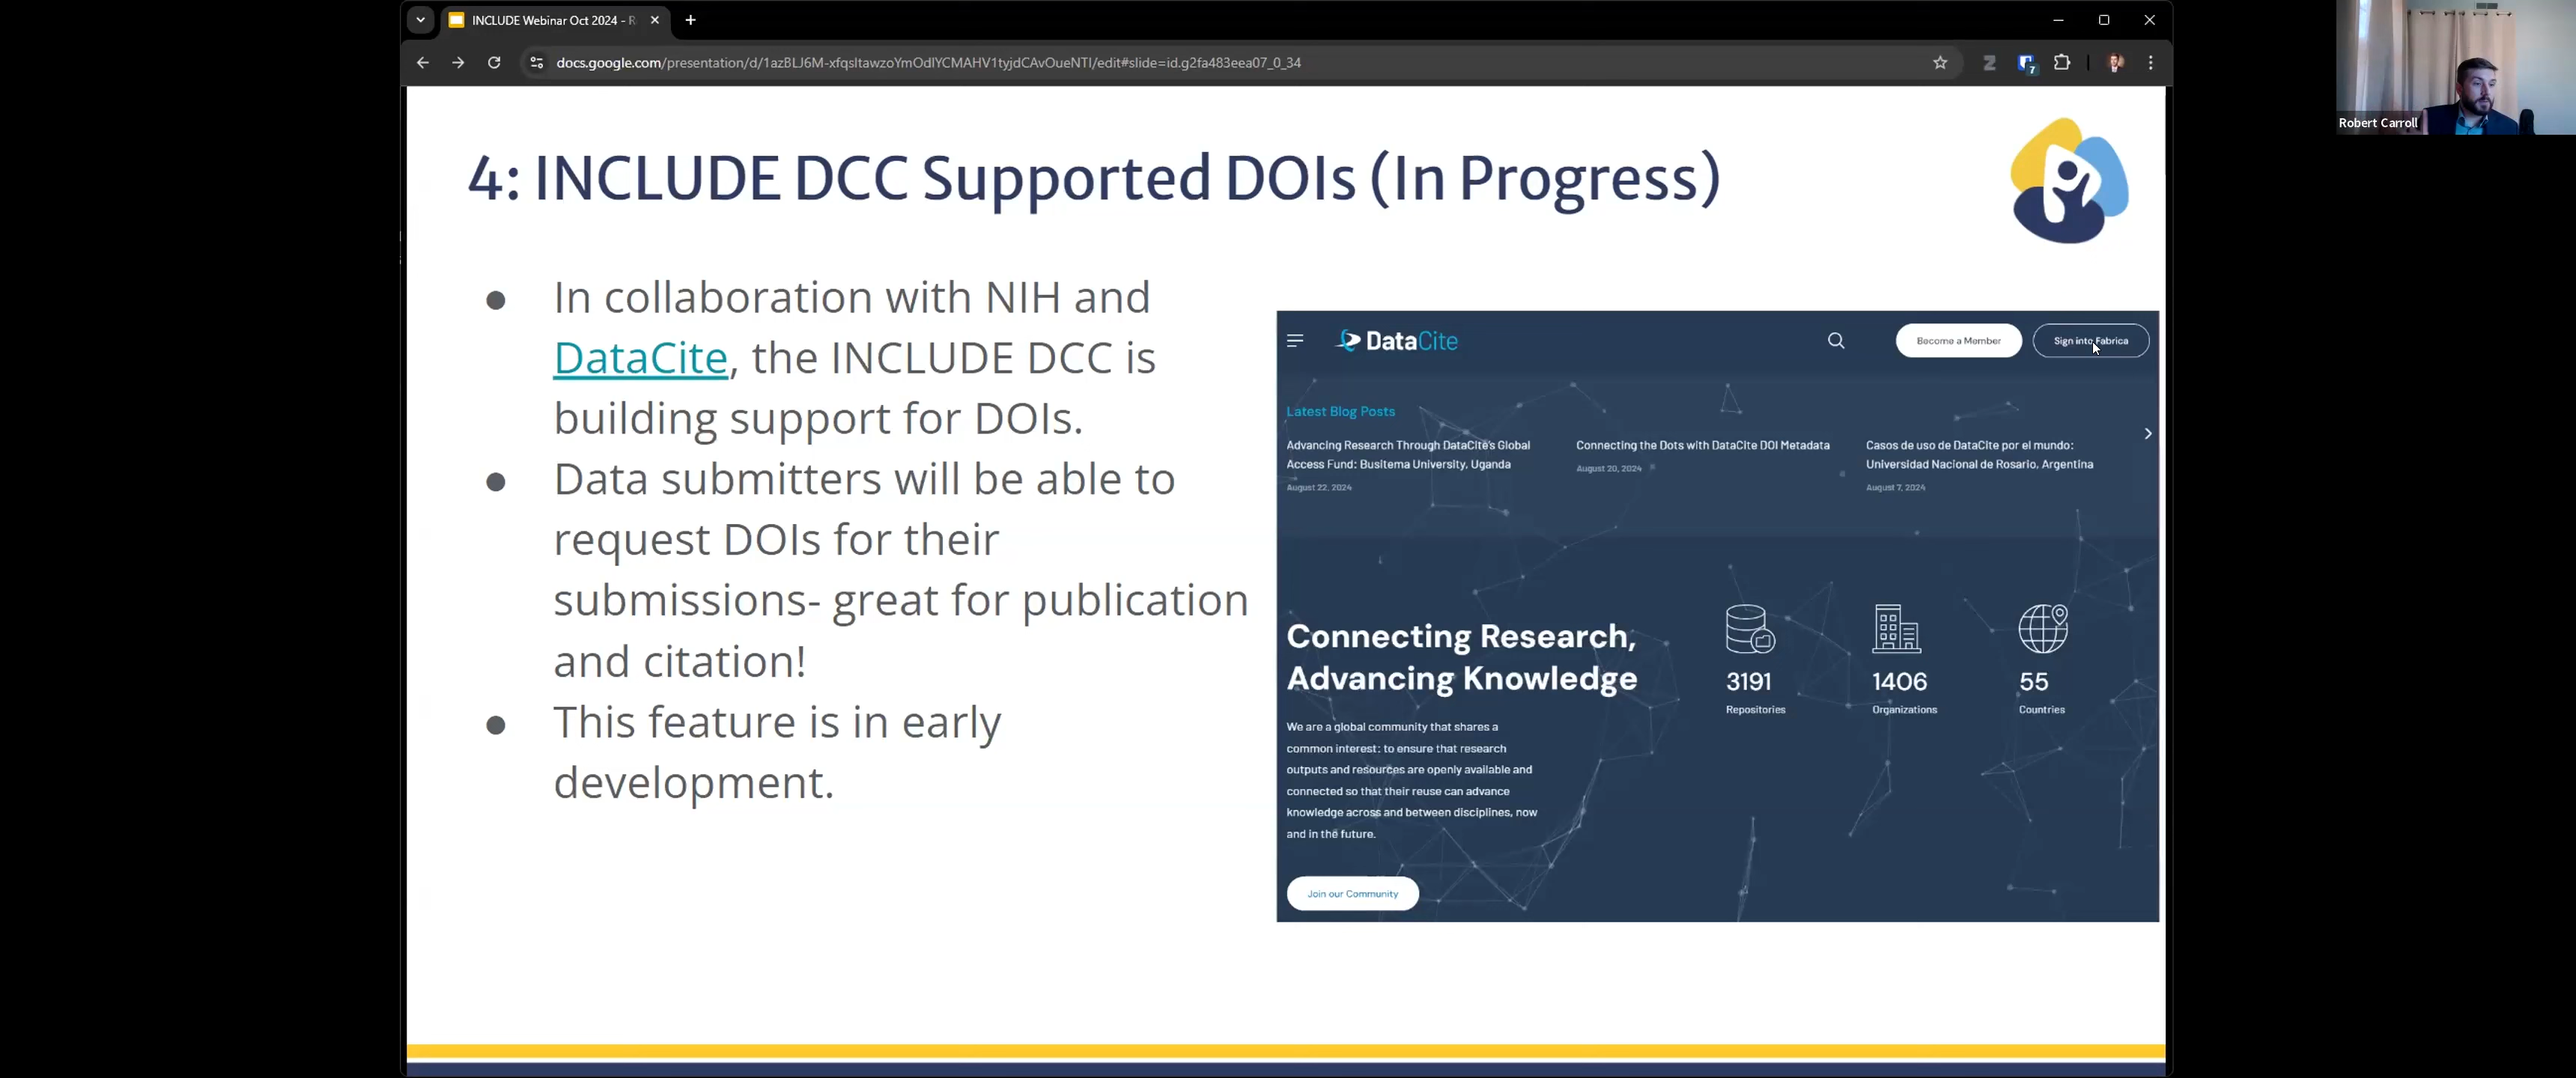 INCLUDE Webinar Oct 2024 - R
docs.google.com/presentation/d/1azBLJ6M-xfqsItawzoYmOdlYCMAHV1tyjdCAvOueNTI/edit#slide=id.g2fa483eea07_0_34
7
Robert Carroll
4: INCLUDE DCC Supported DOIs (In Progress)
● In collaboration with NIH and
DataCite, the INCLUDE DCC is
building support for DOIs.
● Data submitters will be able to
request DOIs for their
submissions- great for publication
and citation!
● This feature is in early
development.
DataCite
Become a Member
Sign into Fabrica
Latest Blog Posts
Advancing Research Through DataCite's Global
Access Fund: Busitema University, Uganda
August 22, 2024
Connecting the Dots with DataCite DOI Metadata
August 20, 2024
Casos de uso de DataCite por el mundo:
Universidad Nacional de Rosario, Argentina
August 7, 2024
Connecting Research,
Advancing Knowledge
3191
Repositories
1406
Organizations
55
Countries
We are a global community that shares a
common interest: to ensure that research
outputs and resources are openly available and
connected so that their reuse can advance
knowledge across and between disciplines, now
and in the future.
Join our Community